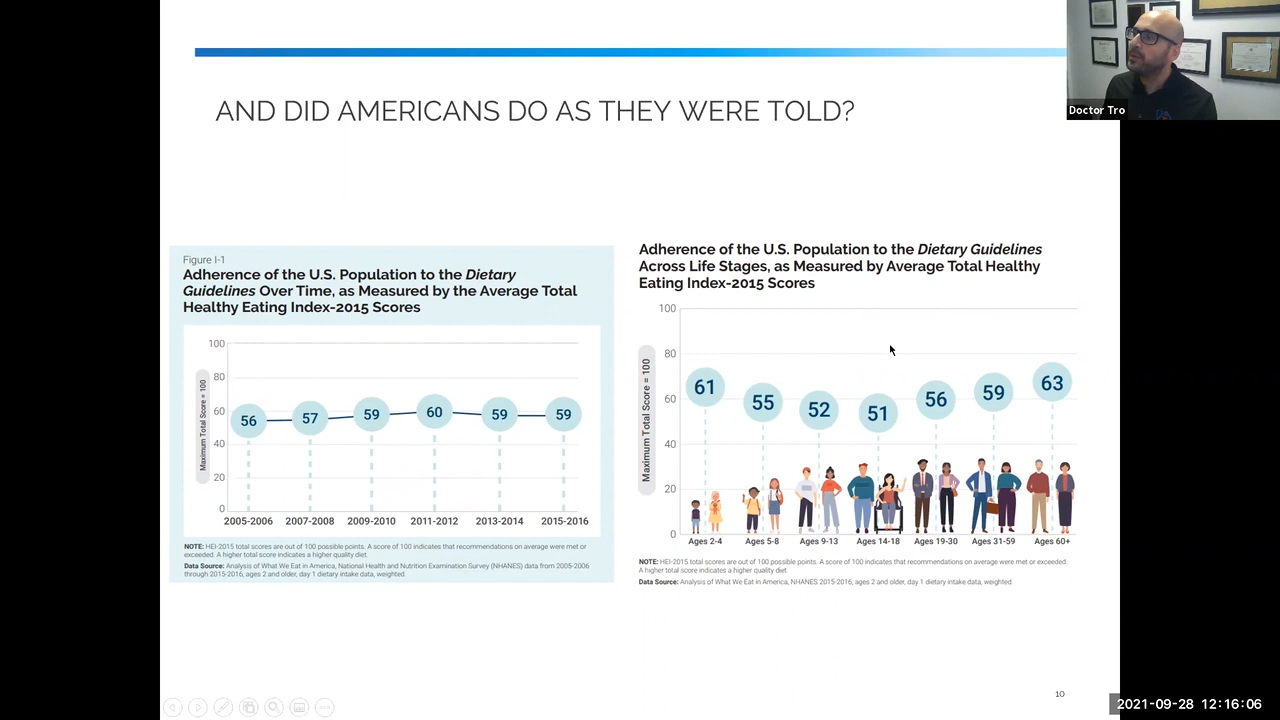 AND DID AMERICANS DO AS THEY WERE TOLD?
Doctor Tro
Figure I-1
Adherence of the U.S. Population to the Dietary
Guidelines Over Time, as Measured by the Average Total
Healthy Eating Index-2015 Scores
Maximum Total Score = 100
100
80
60
40
20
0
56
57
59
60
59
59
2005-2006
2007-2008
2009-2010
2011-2012
2013-2014
2015-2016
NOTE: HEI-2015 total scores are out of 100 possible points. A score of 100 indicates that recommendations on average were met or
exceeded. A higher total score indicates a higher quality diet.
Data Source: Analysis of What We Eat in America, National Health and Nutrition Examination Survey (NHANES) data from 2005-2006
through 2015-2016, ages 2 and older, day 1 dietary intake data, weighted.
Adherence of the U.S. Population to the Dietary Guidelines
Across Life Stages, as Measured by Average Total Healthy
Eating Index-2015 Scores
Maximum Total Score = 100
100
80
60
40
20
0
61
55
52
51
56
59
63
Ages 2-4
Ages 5-8
Ages 9-13
Ages 14-18
Ages 19-30
Ages 31-59
Ages 60+
NOTE: HEI-2015 total scores are out of 100 possible points. A score of 100 indicates that recommendations on average were met or exceeded.
A higher total score indicates a higher quality diet.
Data Source: Analysis of What We Eat in America, NHANES 2015-2016, ages 2 and older, day 1 dietary intake data, weighted.
10
2021-09-28 12:16:06